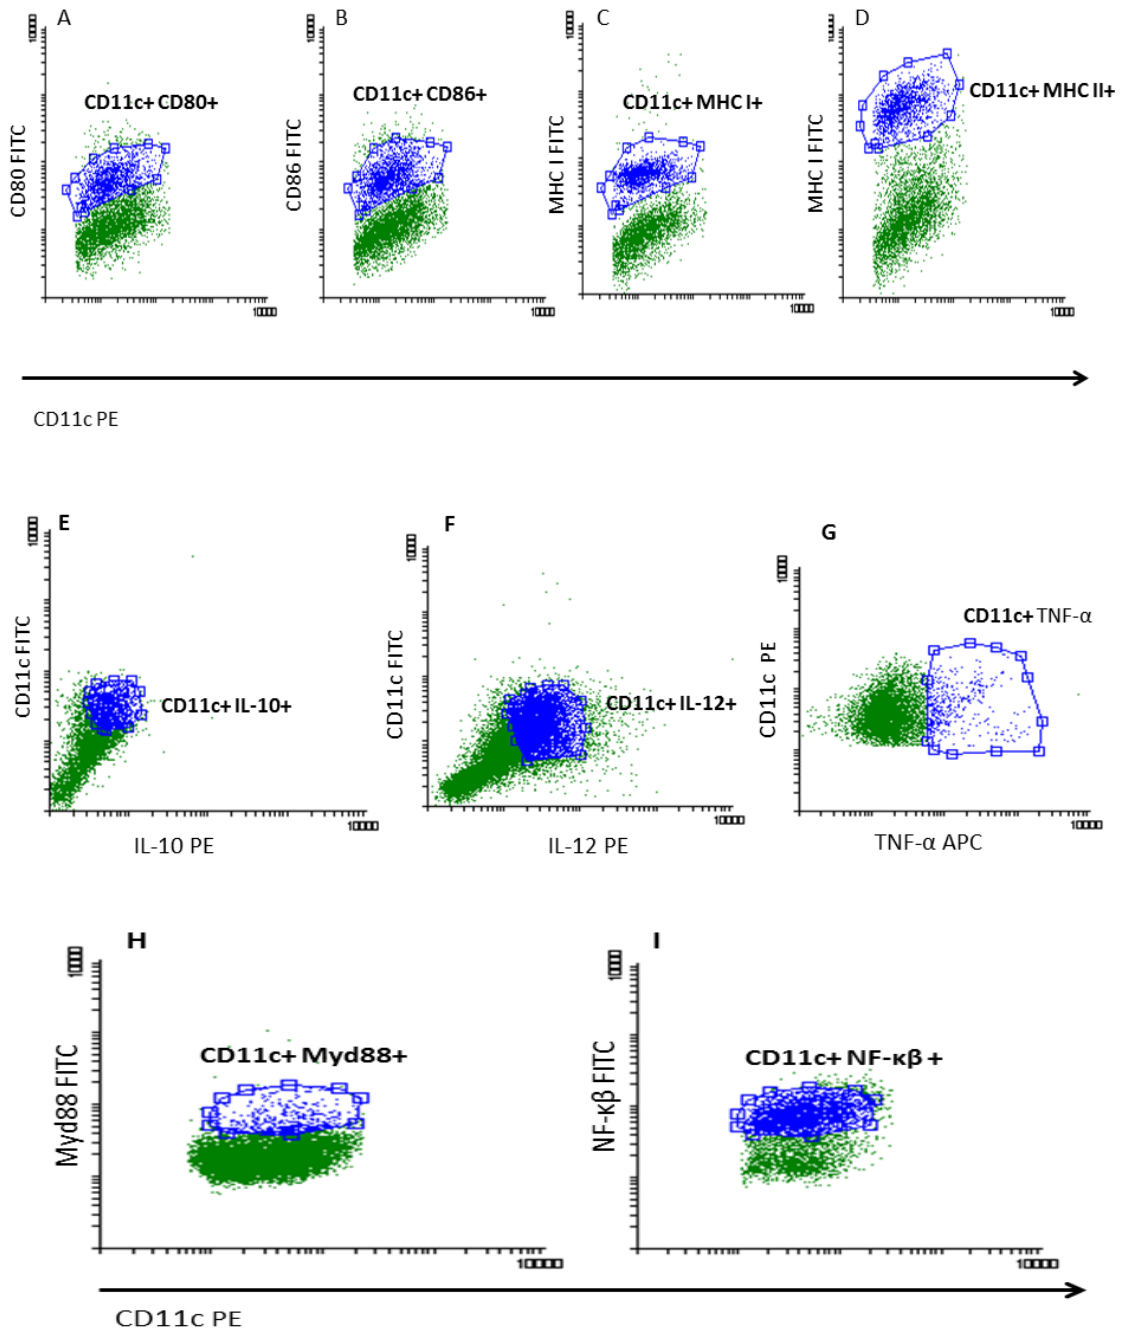 A
B
C
D
CD80 FITC
CD11c+ CD80+
CD86 FITC
CD11c+ CD86+
MHC I FITC
CD11c+ MHC I+
MHC I FITC
CD11c+ MHC II+
CD11c PE
E
F
G
CD11c FITC
CD11c+ IL-10+
IL-10 PE
CD11c FITC
CD11c+ IL-12+
IL-12 PE
CD11c PE
CD11c+ TNF-α
TNF-α APC
H
I
Myd88 FITC
CD11c+ Myd88+
NF-κβ FITC
CD11c+ NF-κβ +
CD11c PE